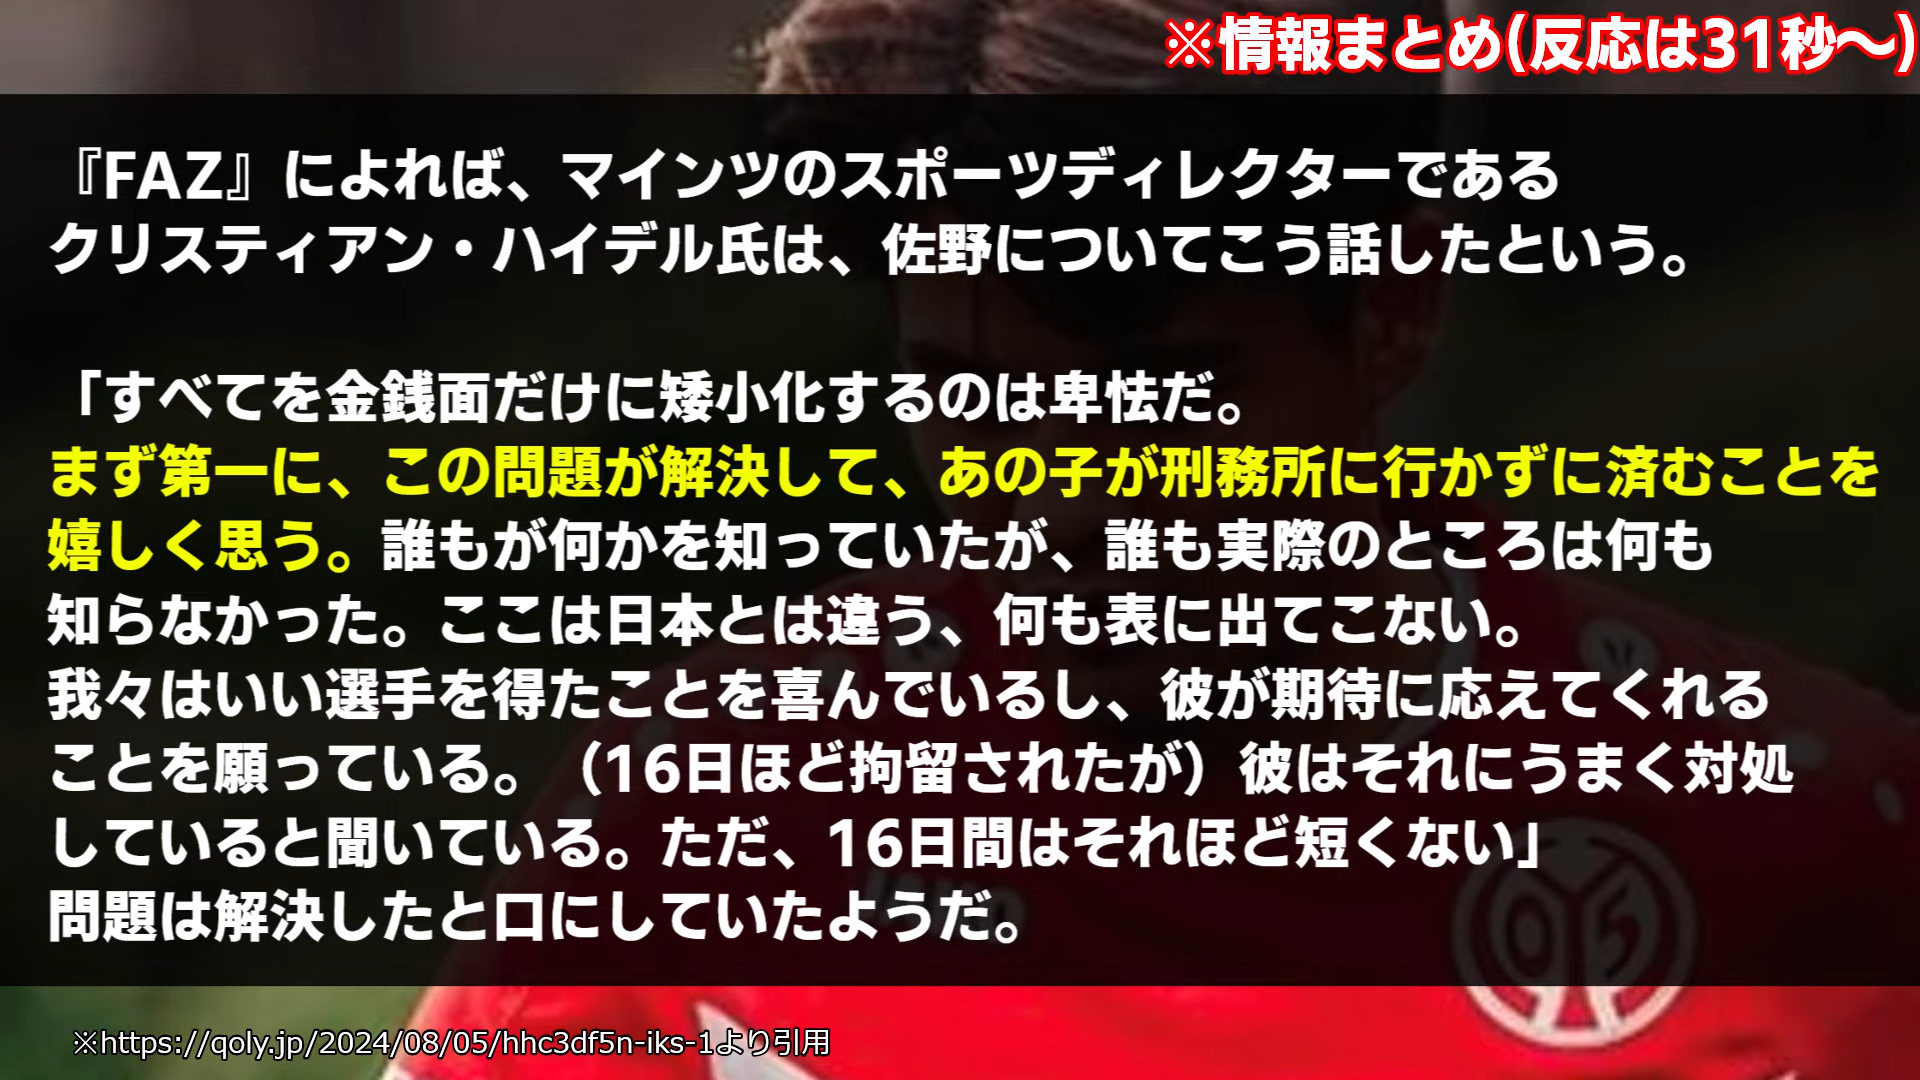 ※情報まとめ(反応は31秒〜)
『FAZ』によれば、マインツのスポーツディレクターである
クリスティアン・ハイデル氏は、佐野についてこう話したという。
「すべてを金銭面だけに矮小化するのは卑怯だ。
まず第一に、この問題が解決して、あの子が刑務所に行かずに済むことを
嬉しく思う。誰もが何かを知っていたが、誰も実際のところは何も
知らなかった。ここは日本とは違う、何も表に出てこない。
我々はいい選手を得たことを喜んでいるし、彼が期待に応えてくれる
ことを願っている。（16日ほど拘留されたが）彼はそれにうまく対処
していると聞いている。ただ、16日間はそれほど短くない」
問題は解決したと口にしていたようだ。
※https://qoly.jp/2024/08/05/hhc3df5n-iks-1より引用